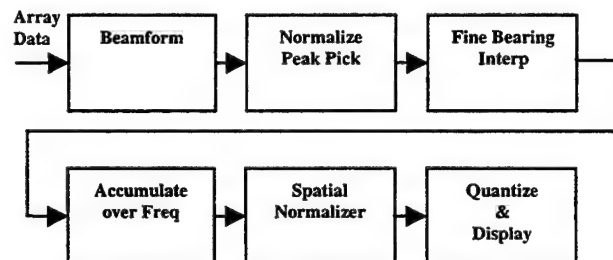 Array
Data
Beamform
Normalize
Peak Pick
Fine Bearing
Interp
Accumulate
over Freq
Spatial
Normalizer
Quantize
&
Display